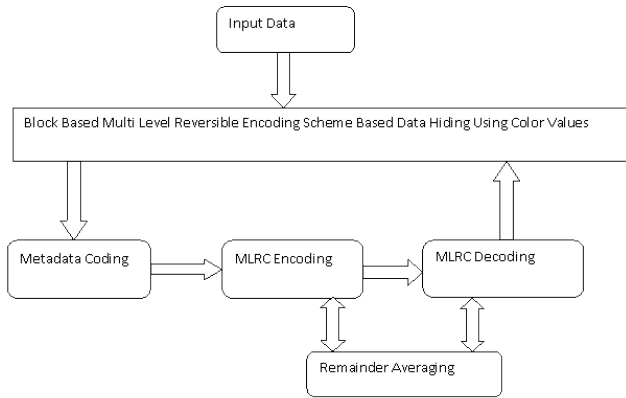 Input Data
Block Based Multi Level Reversible Encoding Scheme Based Data Hiding Using Color Values
Metadata Coding
MLRC Encoding
MLRC Decoding
Remainder Averaging